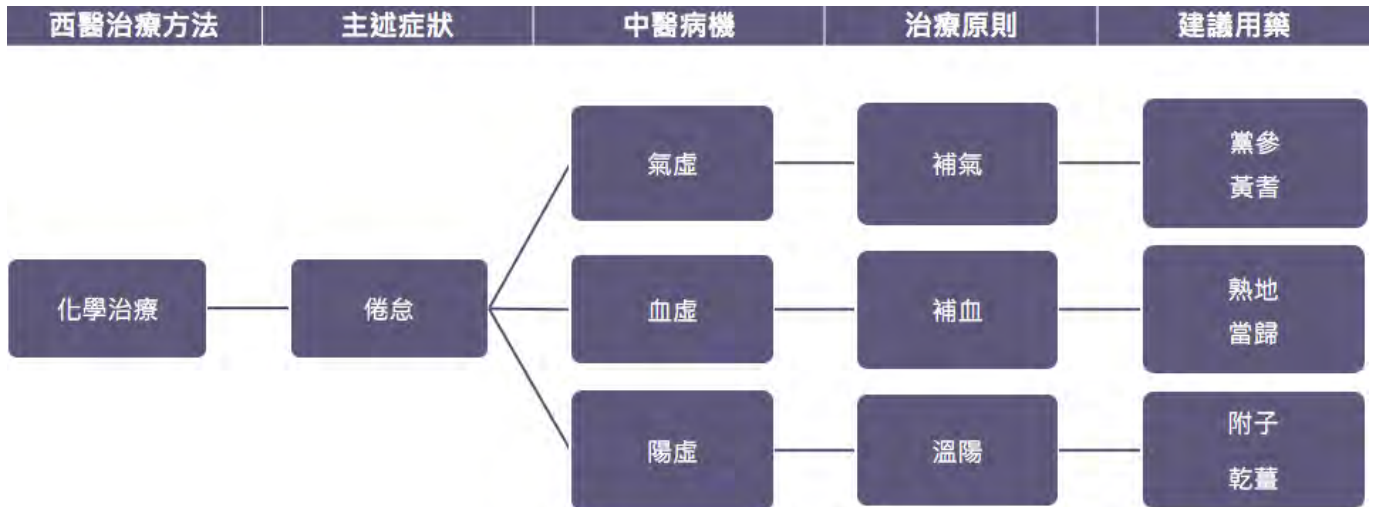 西醫治療方法 主述症狀 中醫病機 治療原則 建議用藥
氣虛 補氣 黨參
黃耆
化學治療 倦怠 血虛 補血 熟地
當歸
陽虛 溫陽 附子
乾薑